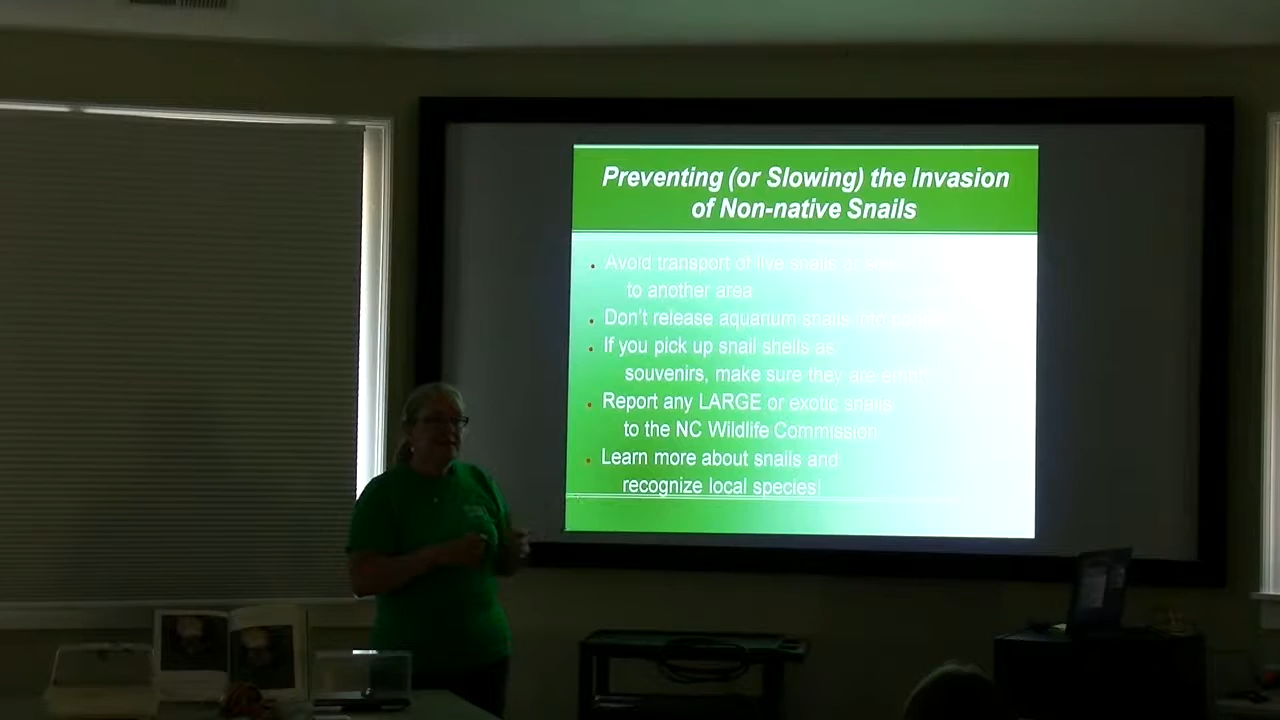 Preventing (or Slowing) the Invasion
of Non-native Snails
Avoid transport of live snails or
to another area
Don't release aquarium snails into
If you pick up snail shells as
souvenirs, make sure they are empty
Report any LARGE or exotic snails
to the NC Wildlife Commission
Learn more about snails and
recognize local species!